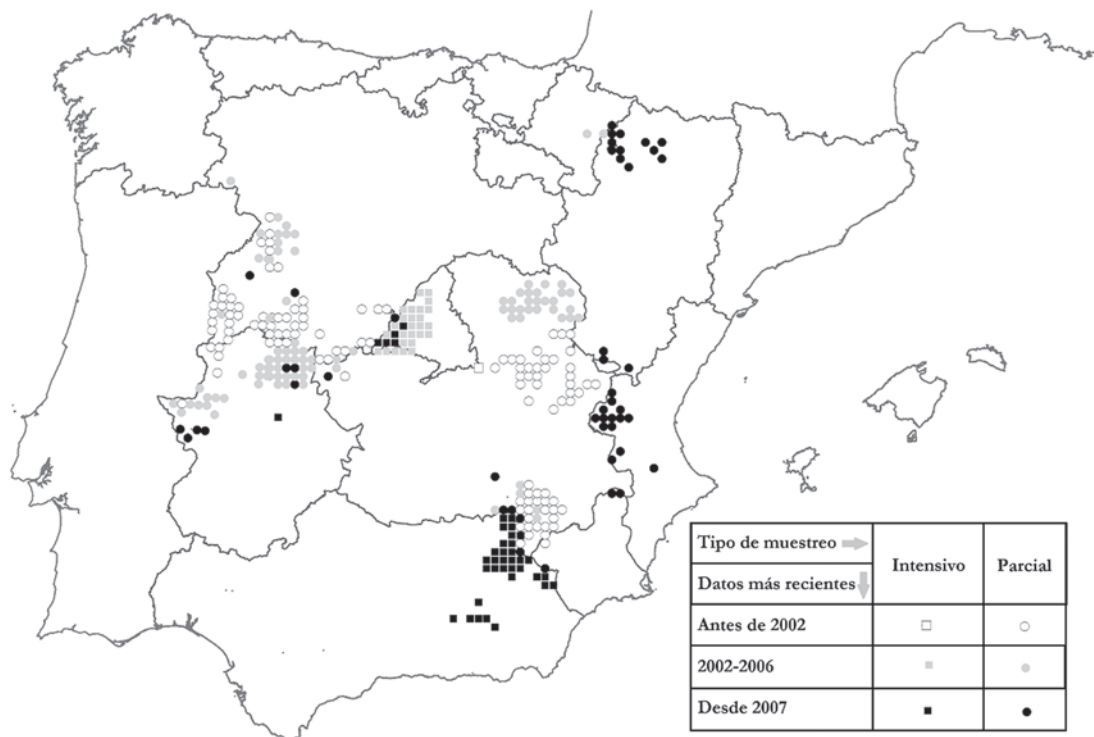 Tipo de muestreo
Intensivo
Parcial
Datos más recientes
Antes de 2002
2002-2006
Desde 2007